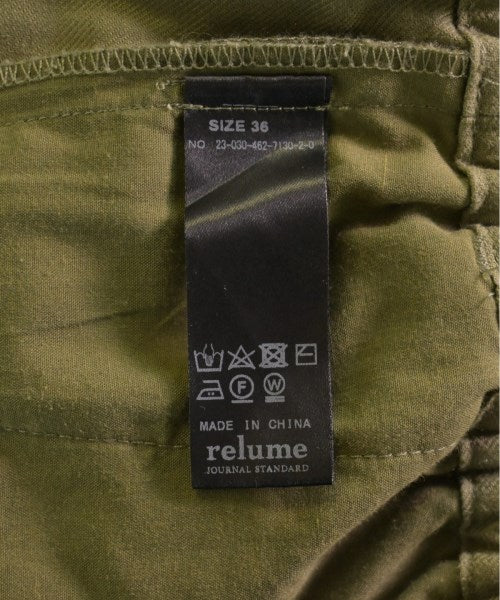 SIZE 36
NO 23-030-462-7130-2-0
F W
MADE IN CHINA
relume
JOURNAL STANDARD